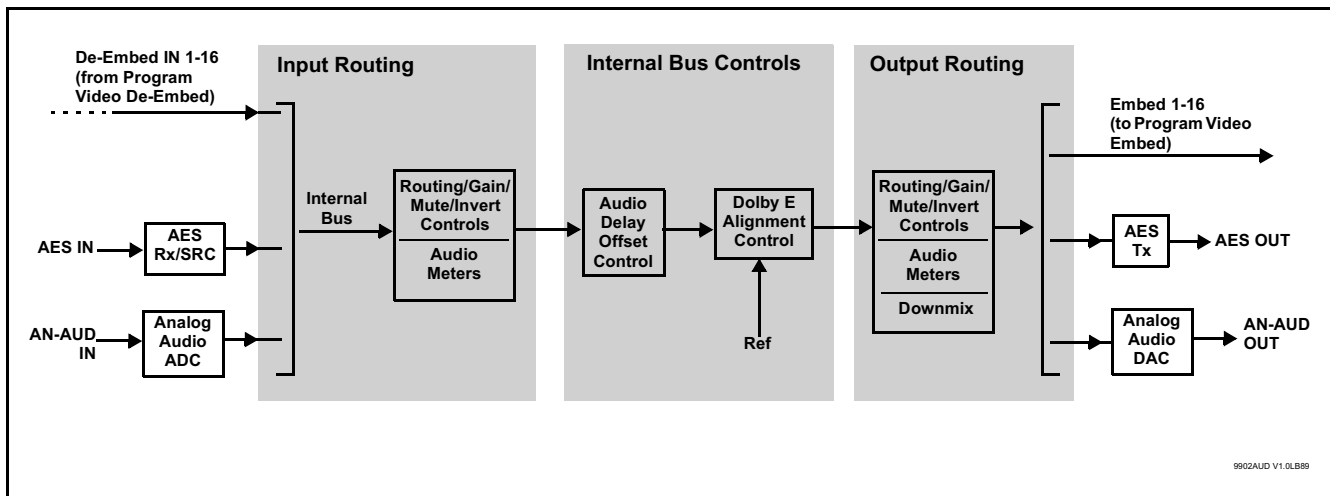 De-Embed IN 1-16
(from Program
Video De-Embed)
Input Routing
Internal Bus Controls
Output Routing
Embed 1-16
(to Program Video
Embed)
Internal
Bus
Routing/Gain/
Mute/Invert
Controls
Audio
Meters
Audio
Delay
Offset
Control
Dolby E
Alignment
Control
Routing/Gain/
Mute/Invert
Controls
Audio
Meters
Downmix
AES IN
AES
Rx/SRC
AES
Tx
AES OUT
AN-AUD
IN
Analog
Audio
ADC
Ref
Analog
Audio
DAC
AN-AUD
OUT
9902AUD V1.0LB89